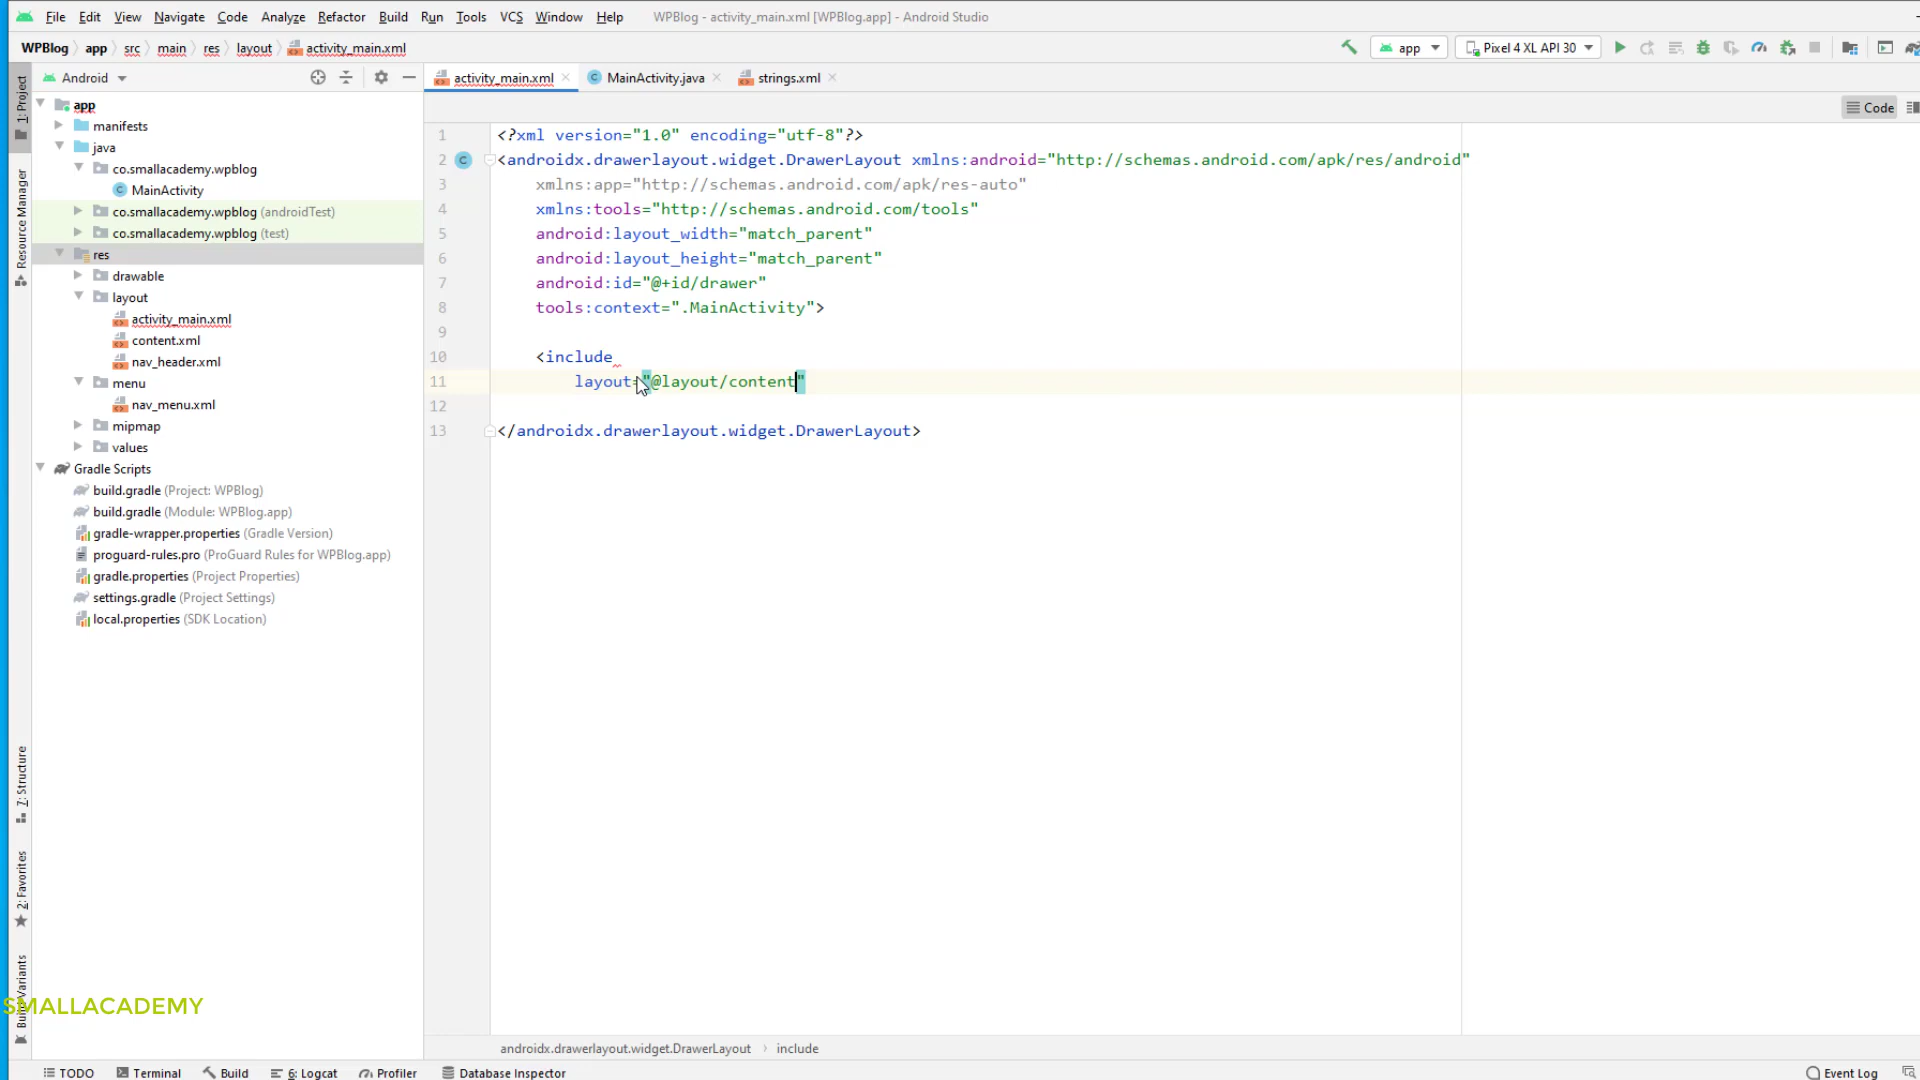 File Edit View Navigate Code Analyze Refactor Build Run Tools VCS Window Help WPBlog - activity_main.xml [WPBlog.app] - Android Studio
WPBlog app src main res layout activity_main.xml app Pixel 4 XL API 30
Android activity_main.xml MainActivity.java strings.xml
Code
1: Project
Resource Manager
7: Structure
2: Favorites
Build Variants
app
manifests
java
co.smallacademy.wpblog
MainActivity
co.smallacademy.wpblog (androidTest)
co.smallacademy.wpblog (test)
res
drawable
layout
activity_main.xml
content.xml
nav_header.xml
menu
nav_menu.xml
mipmap
values
Gradle Scripts
build.gradle (Project: WPBlog)
build.gradle (Module: WPBlog.app)
gradle-wrapper.properties (Gradle Version)
proguard-rules.pro (ProGuard Rules for WPBlog.app)
gradle.properties (Project Properties)
settings.gradle (Project Settings)
local.properties (SDK Location)
1 <?xml version="1.0" encoding="utf-8"?>
2 <androidx.drawerlayout.widget.DrawerLayout xmlns:android="http://schemas.android.com/apk/res/android"
3 xmlns:app="http://schemas.android.com/apk/res-auto"
4 xmlns:tools="http://schemas.android.com/tools"
5 android:layout_width="match_parent"
6 android:layout_height="match_parent"
7 android:id="@+id/drawer"
8 tools:context=".MainActivity">
9
10 <include
11 layout="@layout/content"
12
13 </androidx.drawerlayout.widget.DrawerLayout>
SMALLACADEMY
androidx.drawerlayout.widget.DrawerLayout › include
TODO Terminal Build 6: Logcat Profiler Database Inspector Event Log